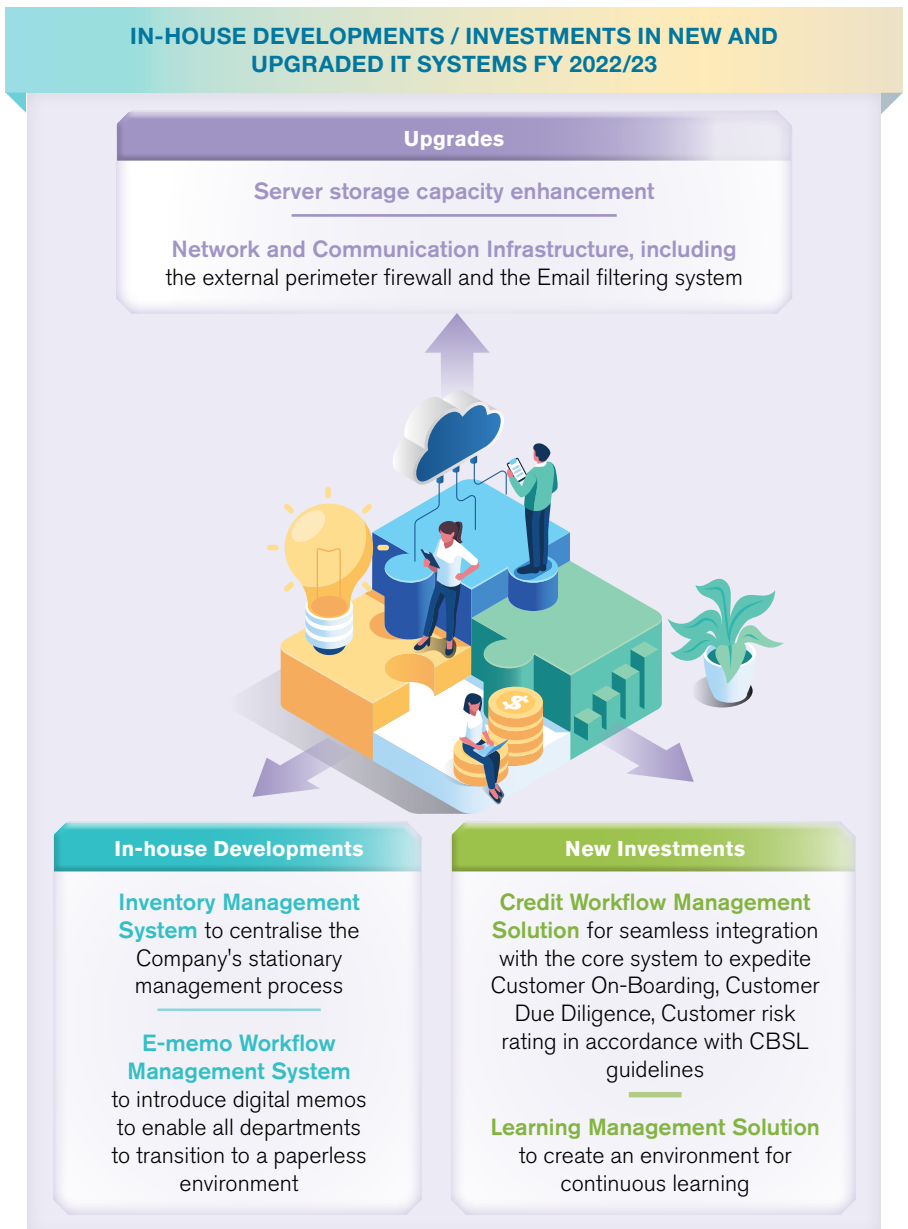 IN-HOUSE DEVELOPMENTS / INVESTMENTS IN NEW AND
UPGRADED IT SYSTEMS FY 2022/23
Upgrades
Server storage capacity enhancement
Network and Communication Infrastructure, including
the external perimeter firewall and the Email filtering system
$
In-house Developments
Inventory Management
System to centralise the
Company's stationary
management process
E-memo Workflow
Management System
to introduce digital memos
to enable all departments
to transition to a paperless
environment
New Investments
Credit Workflow Management
Solution for seamless integration
with the core system to expedite
Customer On-Boarding, Customer
Due Diligence, Customer risk
rating in accordance with CBSL
guidelines
Learning Management Solution
to create an environment for
continuous learning